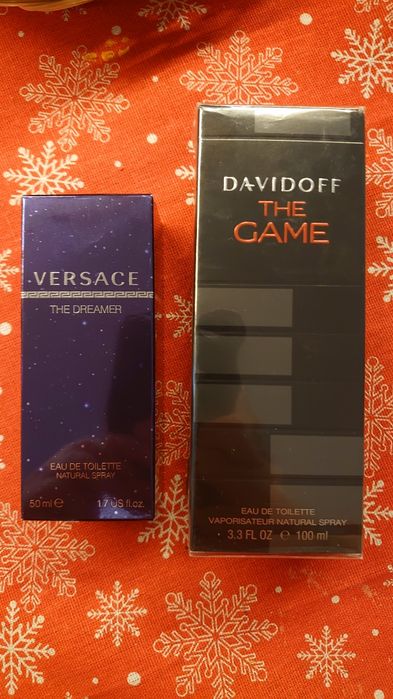 VERSACE
THE DREAMER
EAU DE TOILETTE
NATURAL SPRAY
50 ml e 1.7 US fl.oz.
DAVIDOFF
THE
GAME
EAU DE TOILETTE
VAPORISATEUR NATURAL SPRAY
3.3 FL OZ e 100 ml